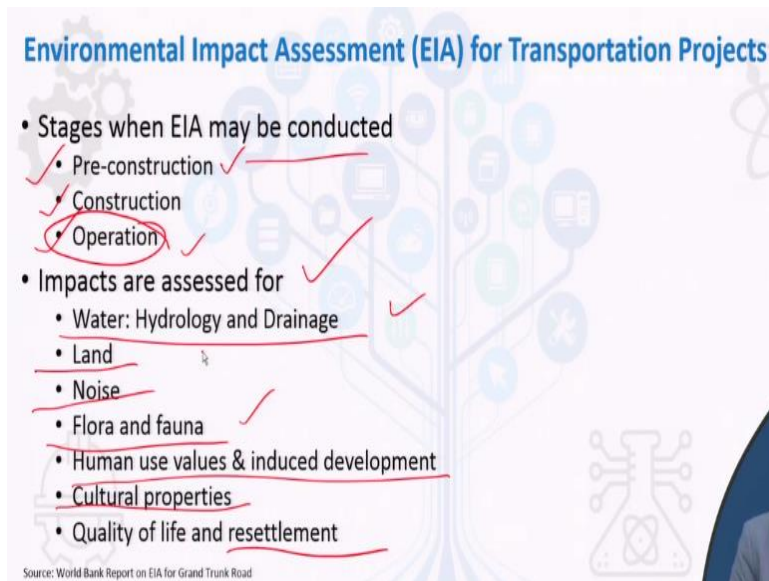 Environmental Impact Assessment (EIA) for Transportation Projects
• Stages when EIA may be conducted
• Pre-construction
• Construction
• Operation
• Impacts are assessed for
• Water: Hydrology and Drainage
• Land
• Noise
• Flora and fauna
• Human use values & induced development
• Cultural properties
• Quality of life and resettlement
Source: World Bank Report on EIA for Grand Trunk Road